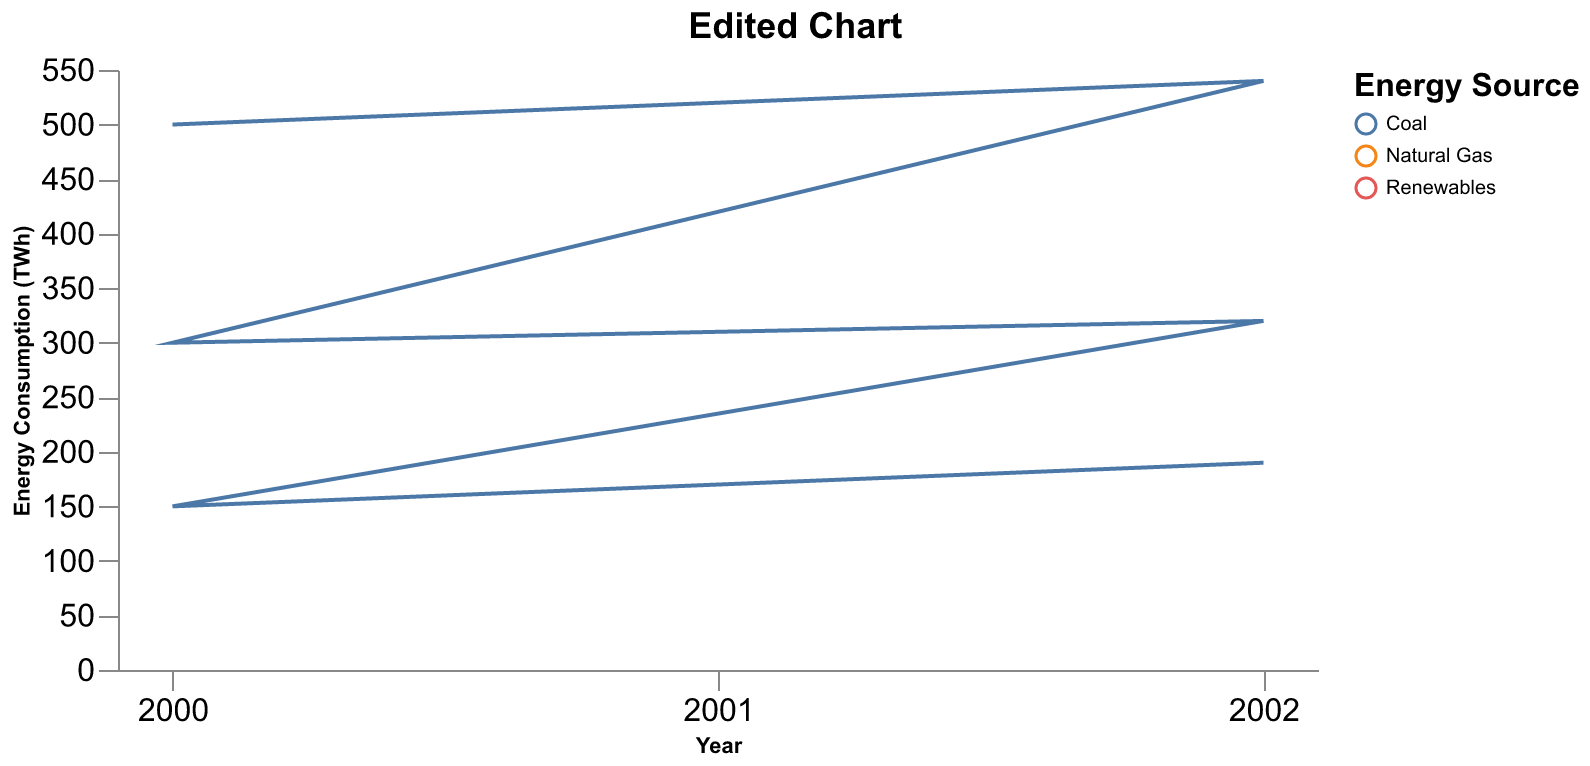 Edited Chart
Energy Consumption (TWh)
550
500
450
400
350
300
250
200
150
100
50
0
2000
2001
2002
Year
Energy Source
Coal
Natural Gas
Renewables